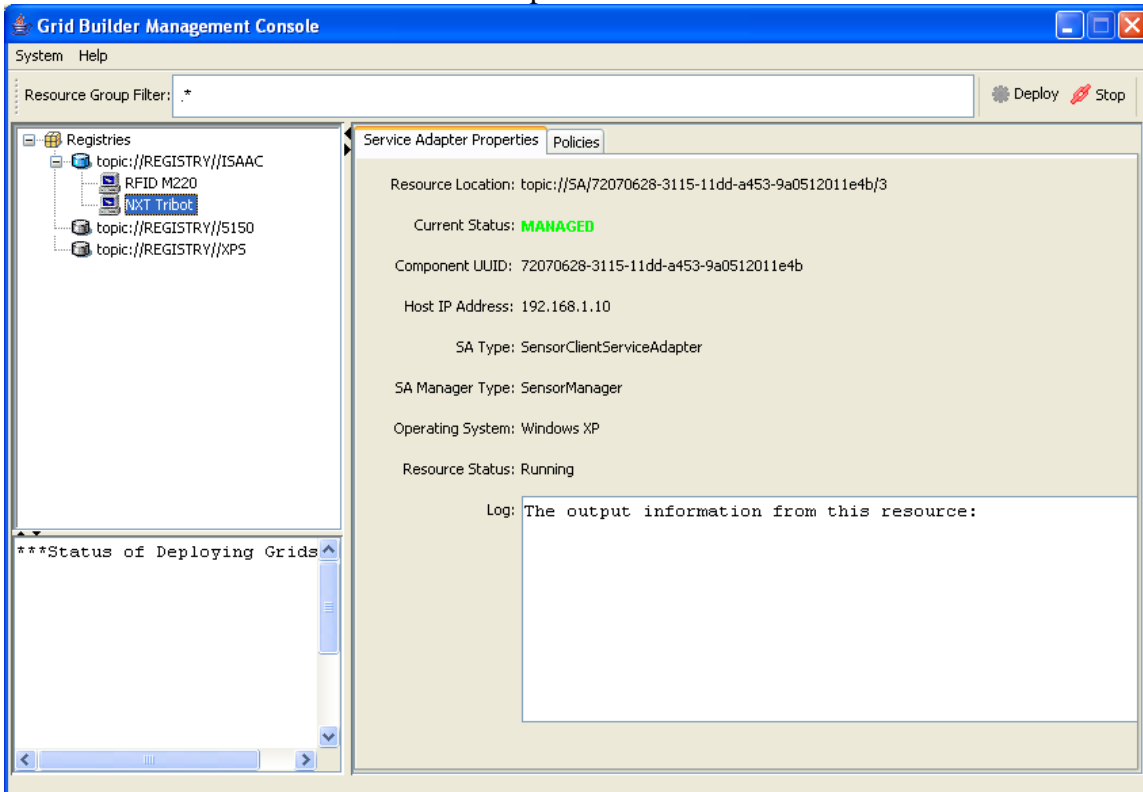 Grid Builder Management Console
System Help
Resource Group Filter: .*
Deploy Stop
Registries
topic://REGISTRY//ISAAC
RFID M220
NXT Tribot
topic://REGISTRY//5150
topic://REGISTRY//XPS
***Status of Deploying Grids
Service Adapter Properties Policies
Resource Location: topic://SA/72070628-3115-11dd-a453-9a0512011e4b/3
Current Status: MANAGED
Component UUID: 72070628-3115-11dd-a453-9a0512011e4b
Host IP Address: 192.168.1.10
SA Type: SensorClientServiceAdapter
SA Manager Type: SensorManager
Operating System: Windows XP
Resource Status: Running
Log: The output information from this resource: